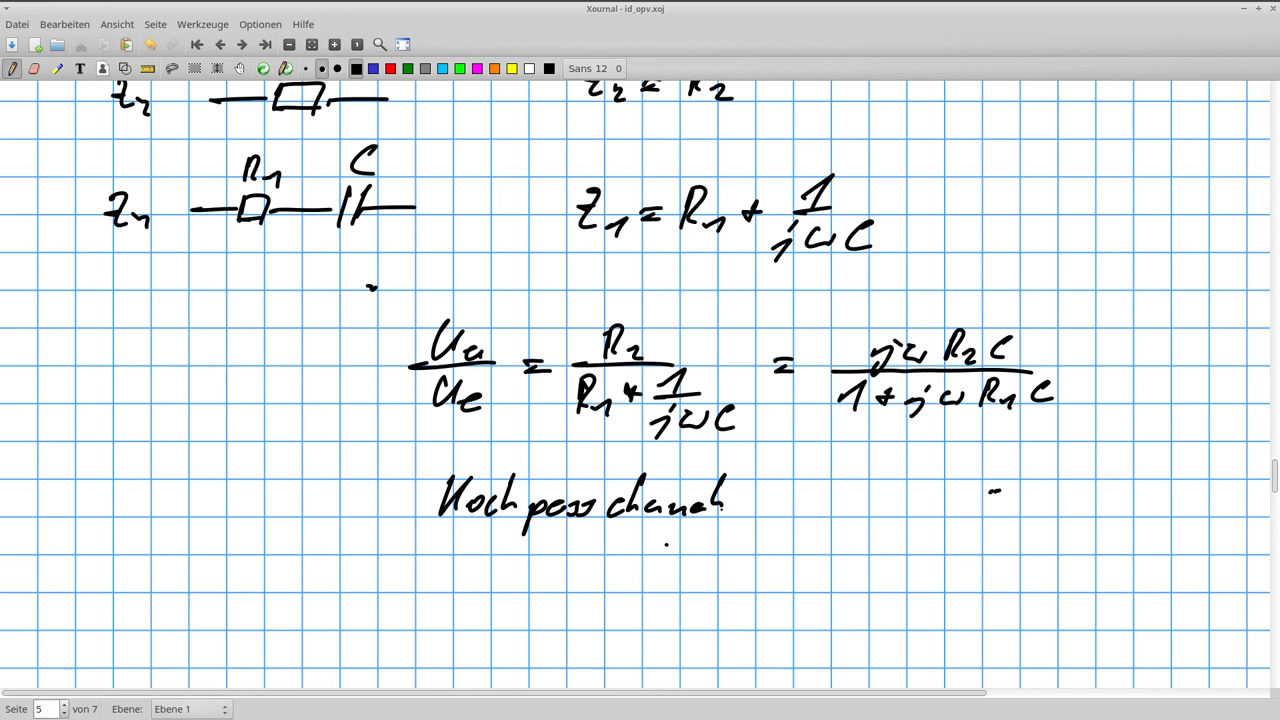 Xournal - id_opv.xoj
Datei Bearbeiten Ansicht Seite Werkzeuge Optionen Hilfe
Sans 12 0
Z₂ Z₂ = R₂
R₁ C
Z₁ Z₁ = R₁ + 1/(jωC)
Ua/Ue = R₂/(R₁ + 1/(jωC)) = jωR₂C/(1 + jωR₁C)
Hochpasscharak
Seite 5 von 7 Ebene: Ebene 1